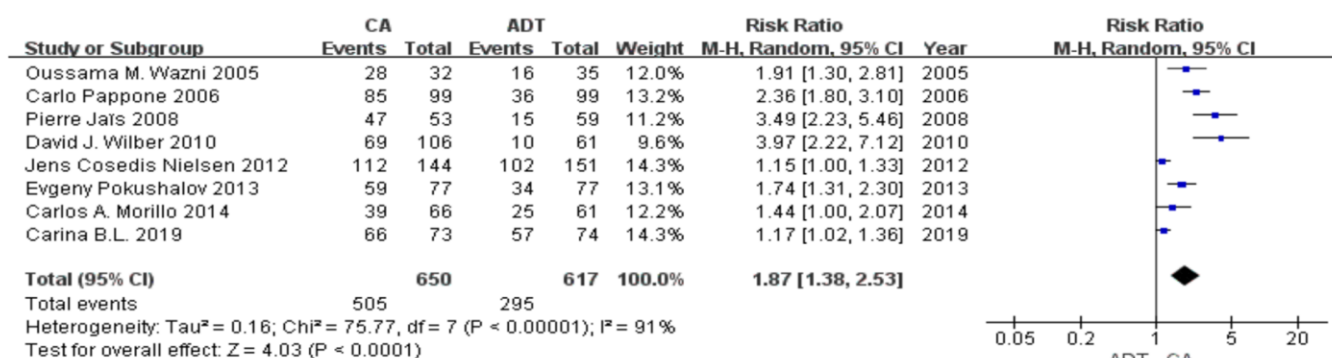 CA ADT Risk Ratio Risk Ratio
Study or Subgroup Events Total Events Total Weight M-H, Random, 95% CI Year M-H, Random, 95% CI
Oussama M. Wazni 2005 28 32 16 35 12.0% 1.91 [1.30, 2.81] 2005
Carlo Pappone 2006 85 99 36 99 13.2% 2.36 [1.80, 3.10] 2006
Pierre Jaïs 2008 47 53 15 59 11.2% 3.49 [2.23, 5.46] 2008
David J. Wilber 2010 69 106 10 61 9.6% 3.97 [2.22, 7.12] 2010
Jens Cosedis Nielsen 2012 112 144 102 151 14.3% 1.15 [1.00, 1.33] 2012
Evgeny Pokushalov 2013 59 77 34 77 13.1% 1.74 [1.31, 2.30] 2013
Carlos A. Morillo 2014 39 66 25 61 12.2% 1.44 [1.00, 2.07] 2014
Carina B.L. 2019 66 73 57 74 14.3% 1.17 [1.02, 1.36] 2019
Total (95% CI) 650 617 100.0% 1.87 [1.38, 2.53]
Total events 505 295
Heterogeneity: Tau² = 0.16; Chi² = 75.77, df = 7 (P < 0.00001); I² = 91%
Test for overall effect: Z = 4.03 (P < 0.0001)
0.05 0.2 1 5 20
ADT CA